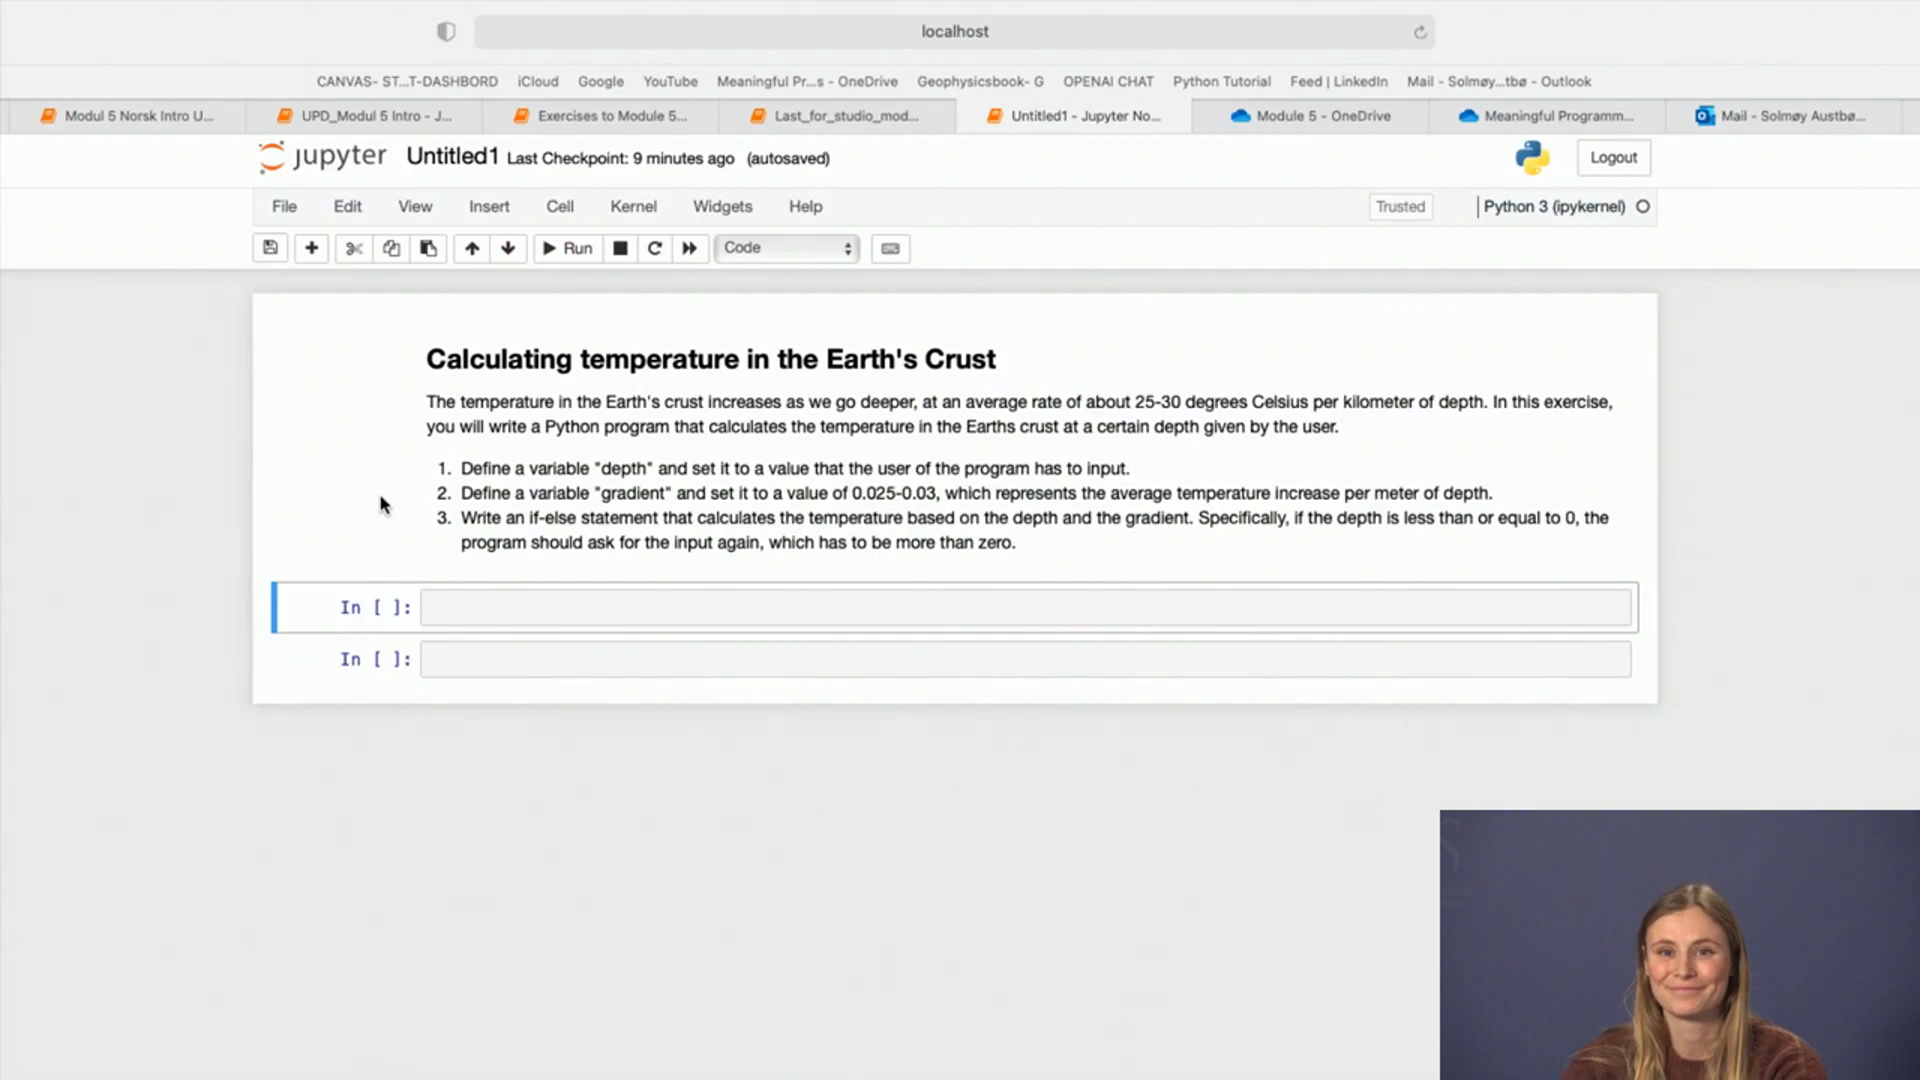 localhost
CANVAS- ST...T-DASHBORD iCloud Google YouTube Meaningful Pr...s - OneDrive Geophysicsbook- G OPENAI CHAT Python Tutorial Feed | LinkedIn Mail - Solmøy...tbø - Outlook
Modul 5 Norsk Intro U... UPD_Modul 5 Intro - J... Exercises to Module 5... Last_for_studio_mod... Untitled1 - Jupyter No... Module 5 - OneDrive Meaningful Programm... Mail - Solmøy Austbø...
jupyter Untitled1 Last Checkpoint: 9 minutes ago (autosaved) Logout
File Edit View Insert Cell Kernel Widgets Help Trusted Python 3 (ipykernel)
Run Code
Calculating temperature in the Earth's Crust
The temperature in the Earth's crust increases as we go deeper, at an average rate of about 25-30 degrees Celsius per kilometer of depth. In this exercise,
you will write a Python program that calculates the temperature in the Earths crust at a certain depth given by the user.
1. Define a variable "depth" and set it to a value that the user of the program has to input.
2. Define a variable "gradient" and set it to a value of 0.025-0.03, which represents the average temperature increase per meter of depth.
3. Write an if-else statement that calculates the temperature based on the depth and the gradient. Specifically, if the depth is less than or equal to 0, the
program should ask for the input again, which has to be more than zero.
In [ ]:
In [ ]: